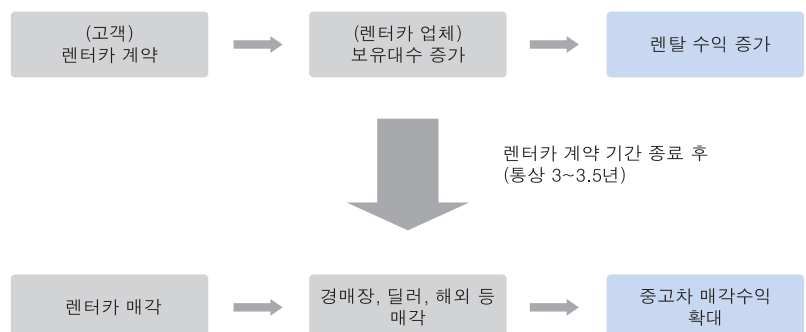 (고객)
렌터카 계약
(렌터카 업체)
보유대수 증가
렌탈 수익 증가
렌터카 계약 기간 종료 후
(통상 3~3.5년)
렌터카 매각
경매장, 딜러, 해외 등
매각
중고차 매각수익
확대